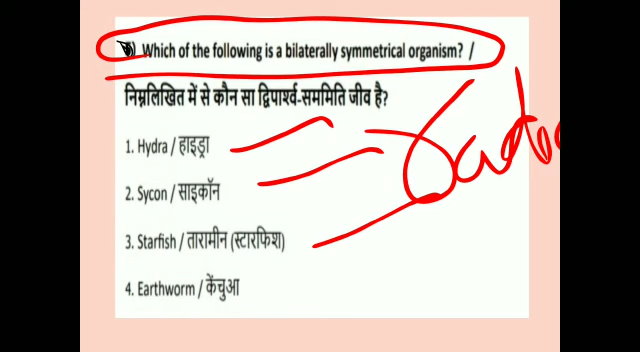 ) Which of the following is a bilaterally symmetrical organism? /
निम्नलिखित में से कौन सा द्विपार्श्व-सममिति जीव है?
1. Hydra / हाइड्रा
2. Sycon / साइकॉन
3. Starfish / तारामीन (स्टारफिश)
4. Earthworm / केंचुआ